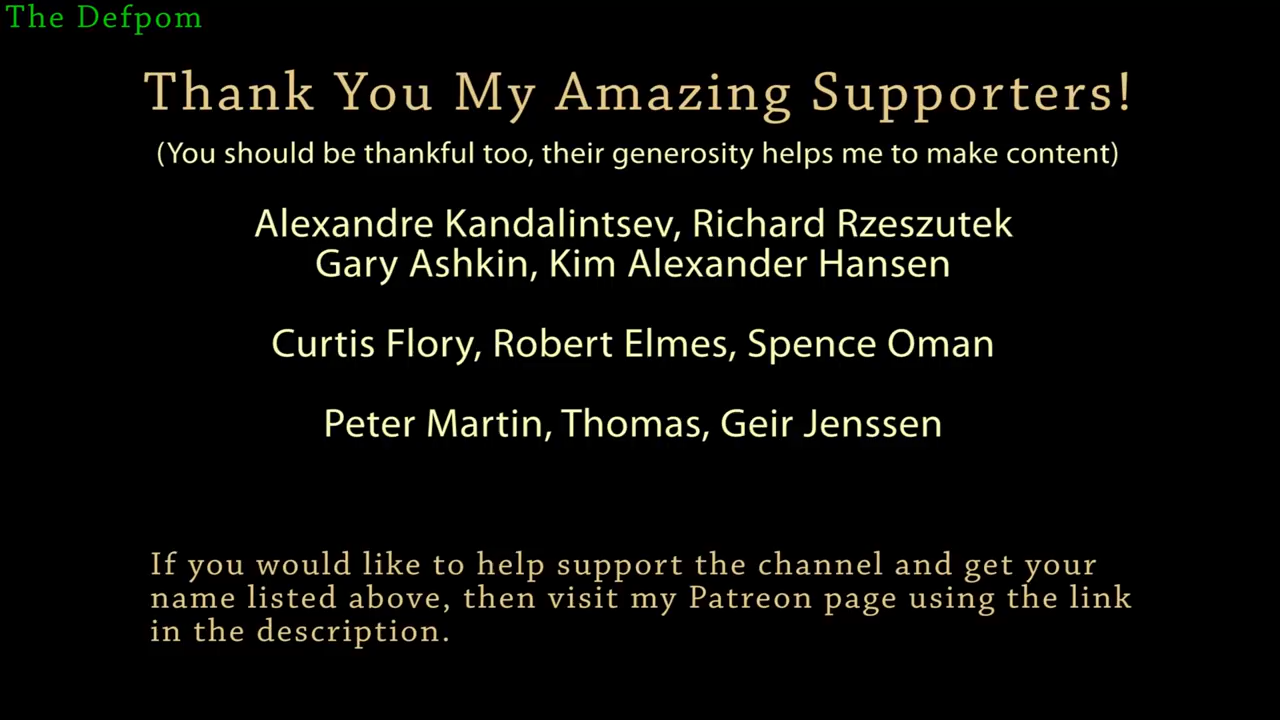 The Defpom
Thank You My Amazing Supporters!
(You should be thankful too, their generosity helps me to make content)
Alexandre Kandalintsev, Richard Rzeszutek
Gary Ashkin, Kim Alexander Hansen
Curtis Flory, Robert Elmes, Spence Oman
Peter Martin, Thomas, Geir Jenssen
If you would like to help support the channel and get your
name listed above, then visit my Patreon page using the link
in the description.